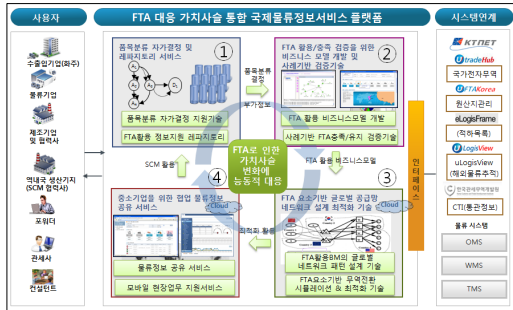 사용자
FTA 대응 가치사슬 통합 국제물류정보서비스 플랫폼
시스템연계
수출입기업(화주)
물류기업
제조기업
및 협력사
역내국 생산기지
(SCM 협력사)
포워더
관세사
컨설턴트
품목분류 자가결정 및
레파지토리 서비스
①
품목분류 자가결정 지원기술
FTA활용 정보지원 레파지토리
품목분류
결정
부가정보
FTA 활용/충족 검증을 위한
비즈니스 모델 개발 및
사례기반 검증기술
②
FTA 활용 비즈니스모델 개발
사례기반 FTA충족/유지 검증기술
FTA로 인한
가치사슬
변화에
능동적 대응
SCM 활용
FTA 활용 비즈니스모델
④
중소기업을 위한 협업 물류정보
공유 서비스
Cloud
물류정보 공유 서비스
모바일 현장업무 지원서비스
최적화 활용
③
FTA 요소기반 글로벌 공급망
네트워크 설계 최적화 기술
Cloud
FTA활용BM의 글로벌
네트워크 패턴 설계 기술
FTA요소기반 무역전환
시뮬레이션 & 최적화 기술
인터페이스
KTNET
utradeHub
국가전자무역
FTAKorea
원산지관리
eLogisFrame
(적하목록)
uLogisView
uLogisView
(해외물류추적)
CTI(통관정보)
물류 시스템
OMS
WMS
TMS